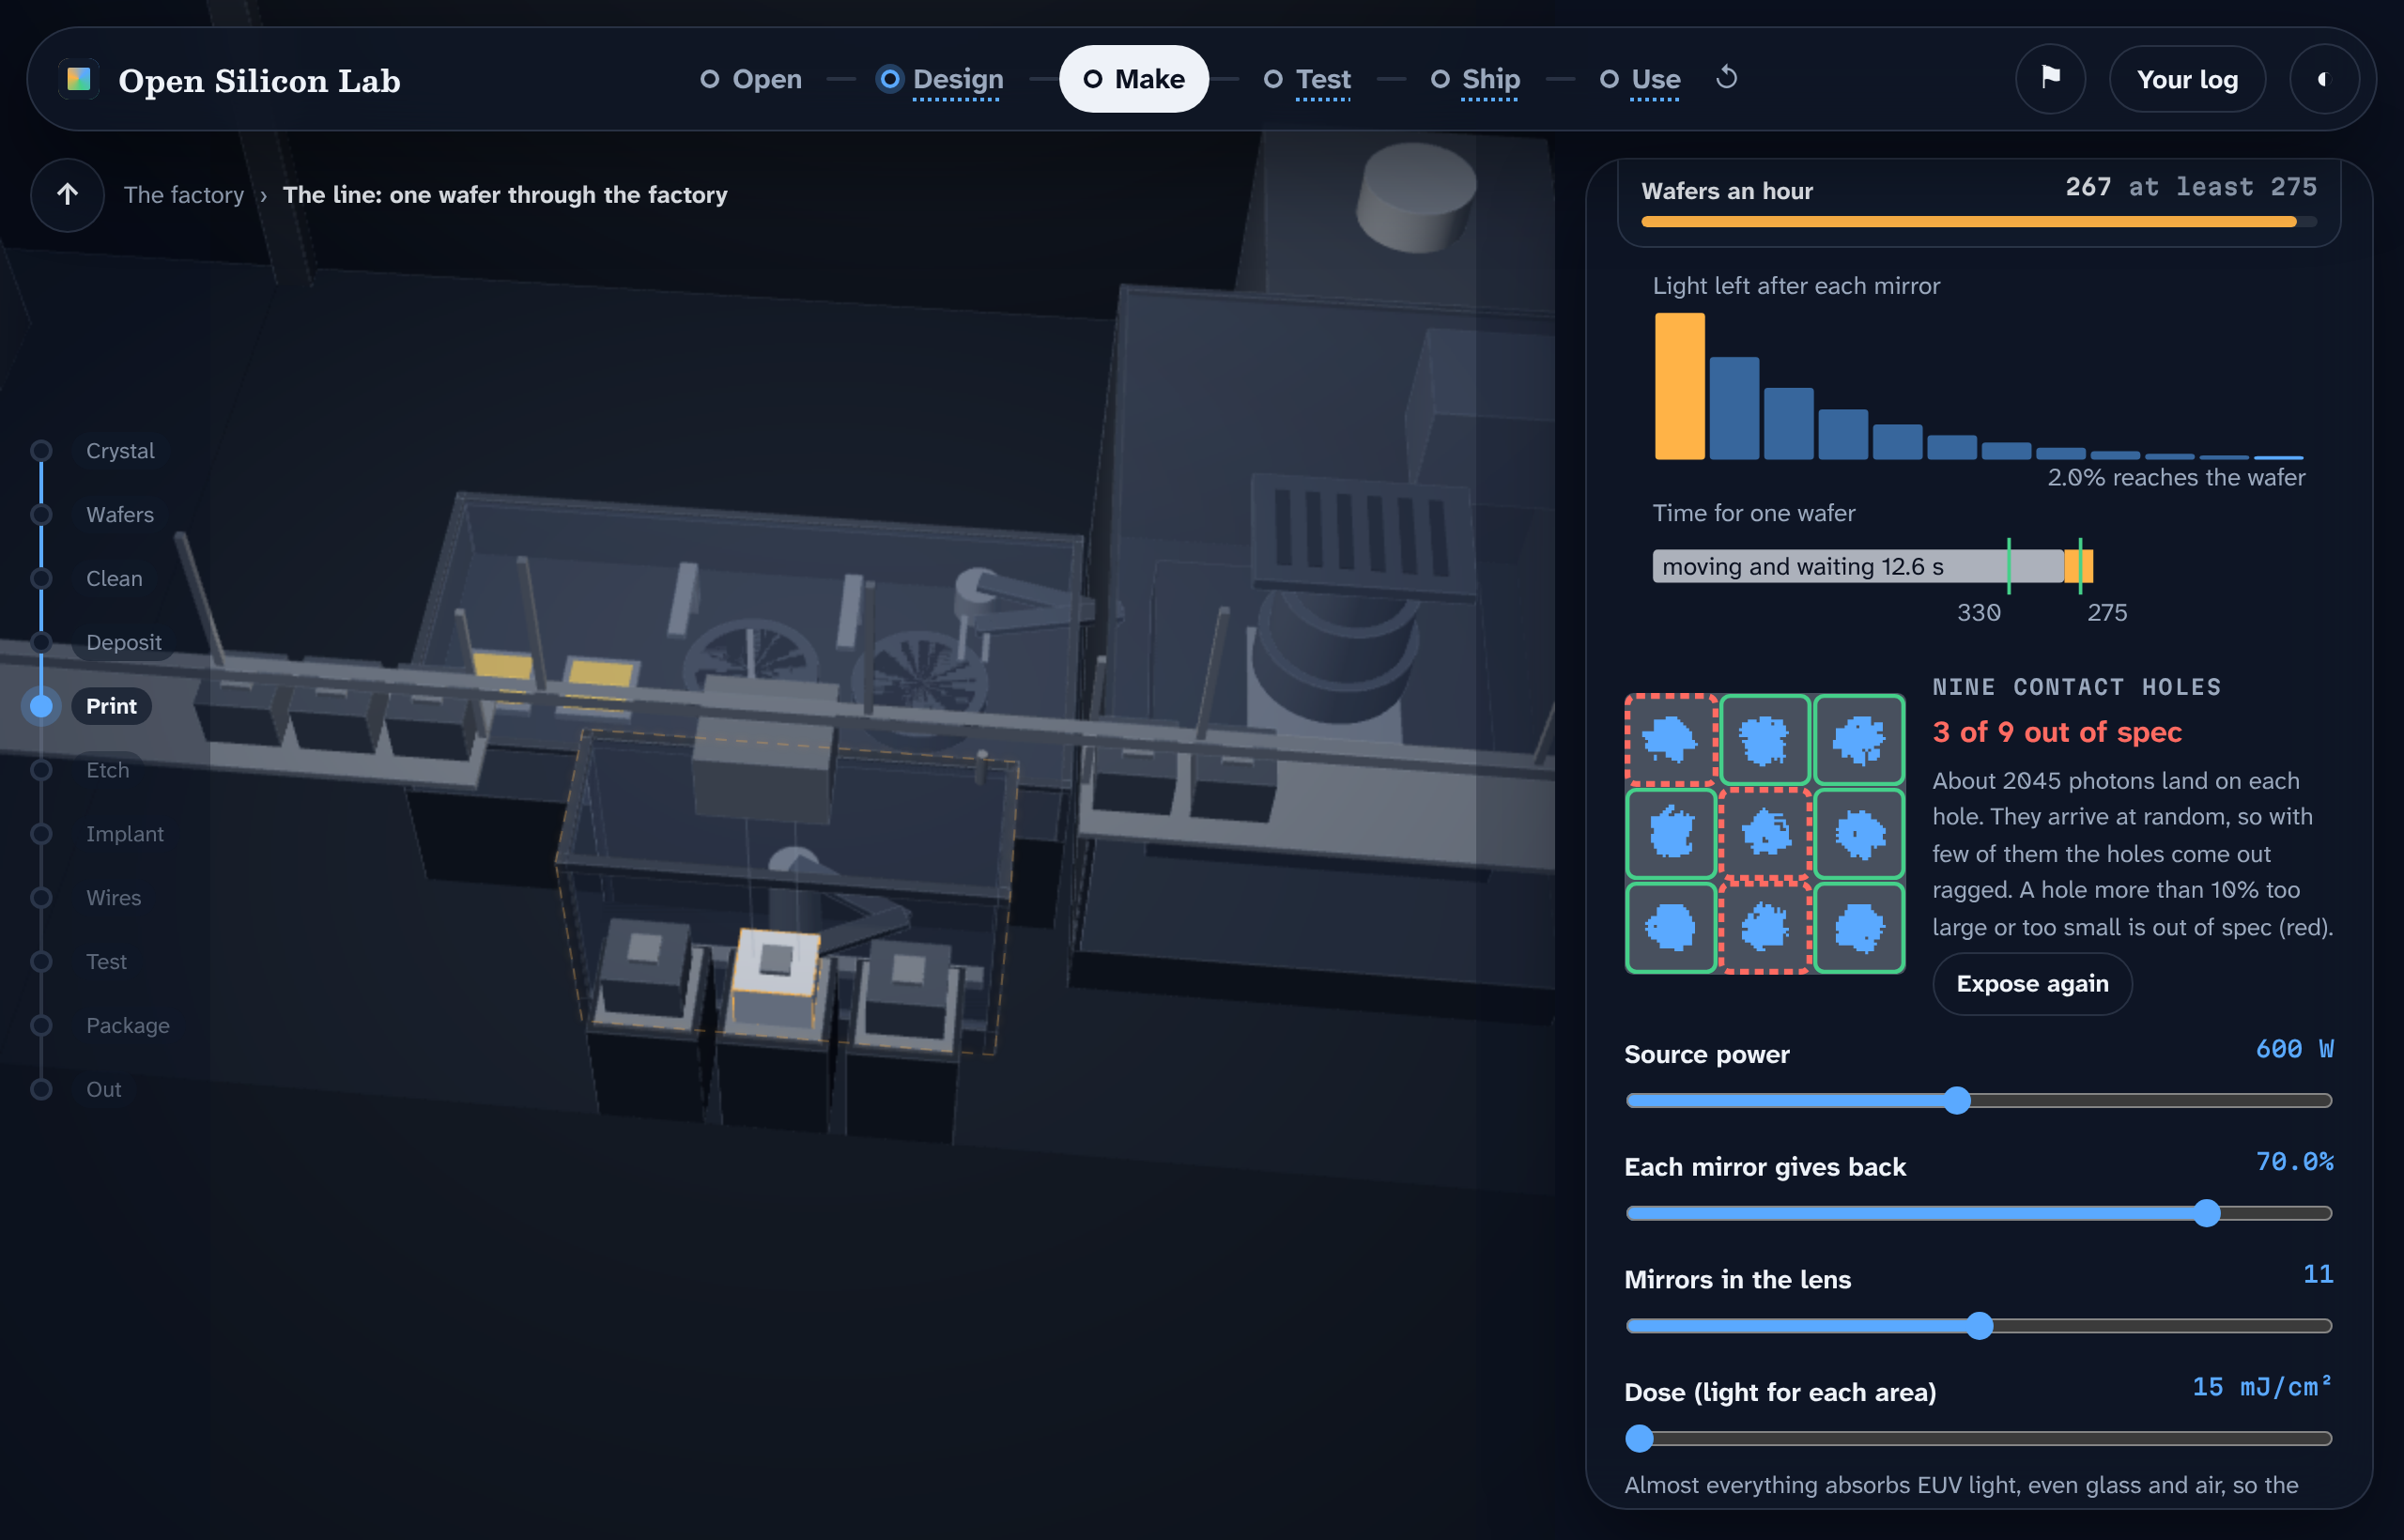 Open Silicon Lab
Open
Design
Make
Test
Ship
Use
Your log
The factory › The line: one wafer through the factory
Crystal
Wafers
Clean
Deposit
Print
Etch
Implant
Wires
Test
Package
Out
Wafers an hour
267 at least 275
Light left after each mirror
2.0% reaches the wafer
Time for one wafer
moving and waiting 12.6 s
330
275
NINE CONTACT HOLES
3 of 9 out of spec
About 2045 photons land on each
hole. They arrive at random, so with
few of them the holes come out
ragged. A hole more than 10% too
large or too small is out of spec (red).
Expose again
Source power
600 W
Each mirror gives back
70.0%
Mirrors in the lens
11
Dose (light for each area)
15 mJ/cm²
Almost everything absorbs EUV light, even glass and air, so the